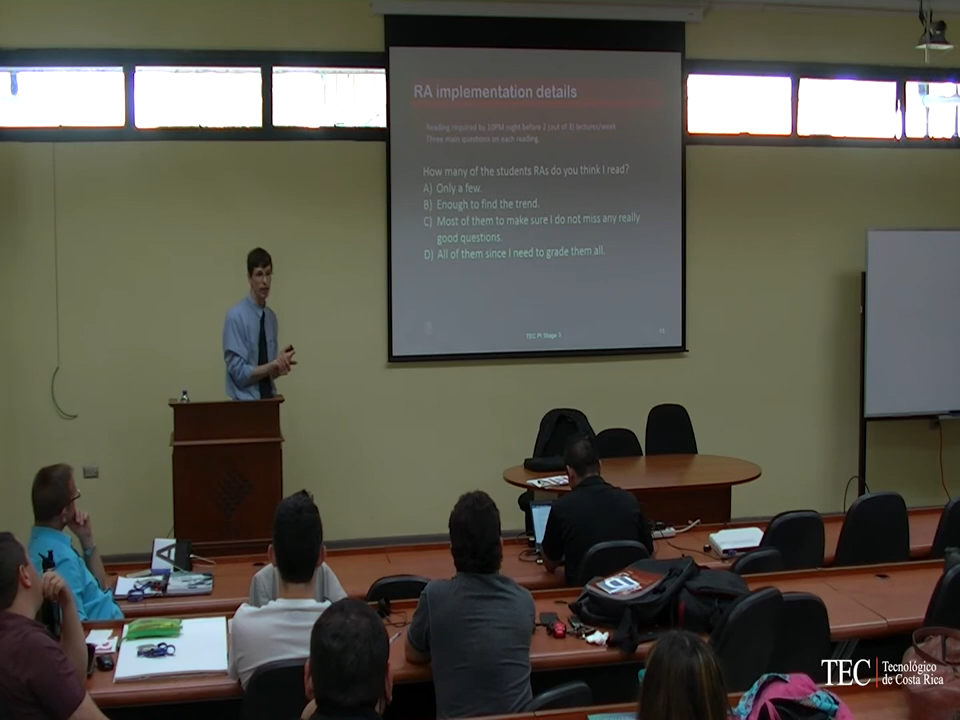 RA implementation details
Reading required by 10PM night before 2 (out of 3) lectures/week
Three main questions on each reading.
How many of the students RAs do you think I read?
A) Only a few.
B) Enough to find the trend.
C) Most of them to make sure I do not miss any really
good questions.
D) All of them since I need to grade them all.
A
TEC
Tecnológico
de Costa Rica